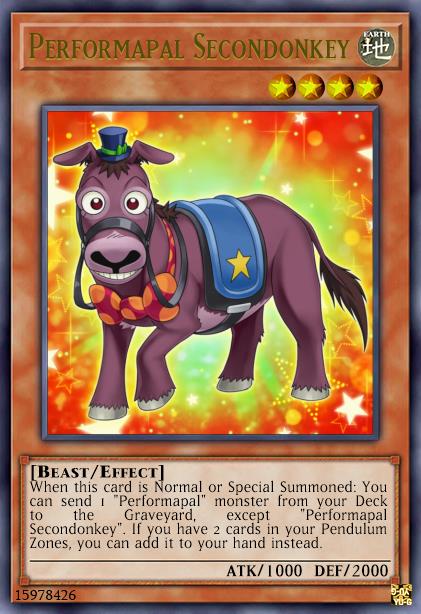 Performapal Secondonkey
EARTH
地
[Beast/Effect]
When this card is Normal or Special Summoned: You
can send 1 "Performapal" monster from your Deck
to the Graveyard, except "Performapal
Secondonkey". If you have 2 cards in your Pendulum
Zones, you can add it to your hand instead.
ATK/1000 DEF/2000
15978426